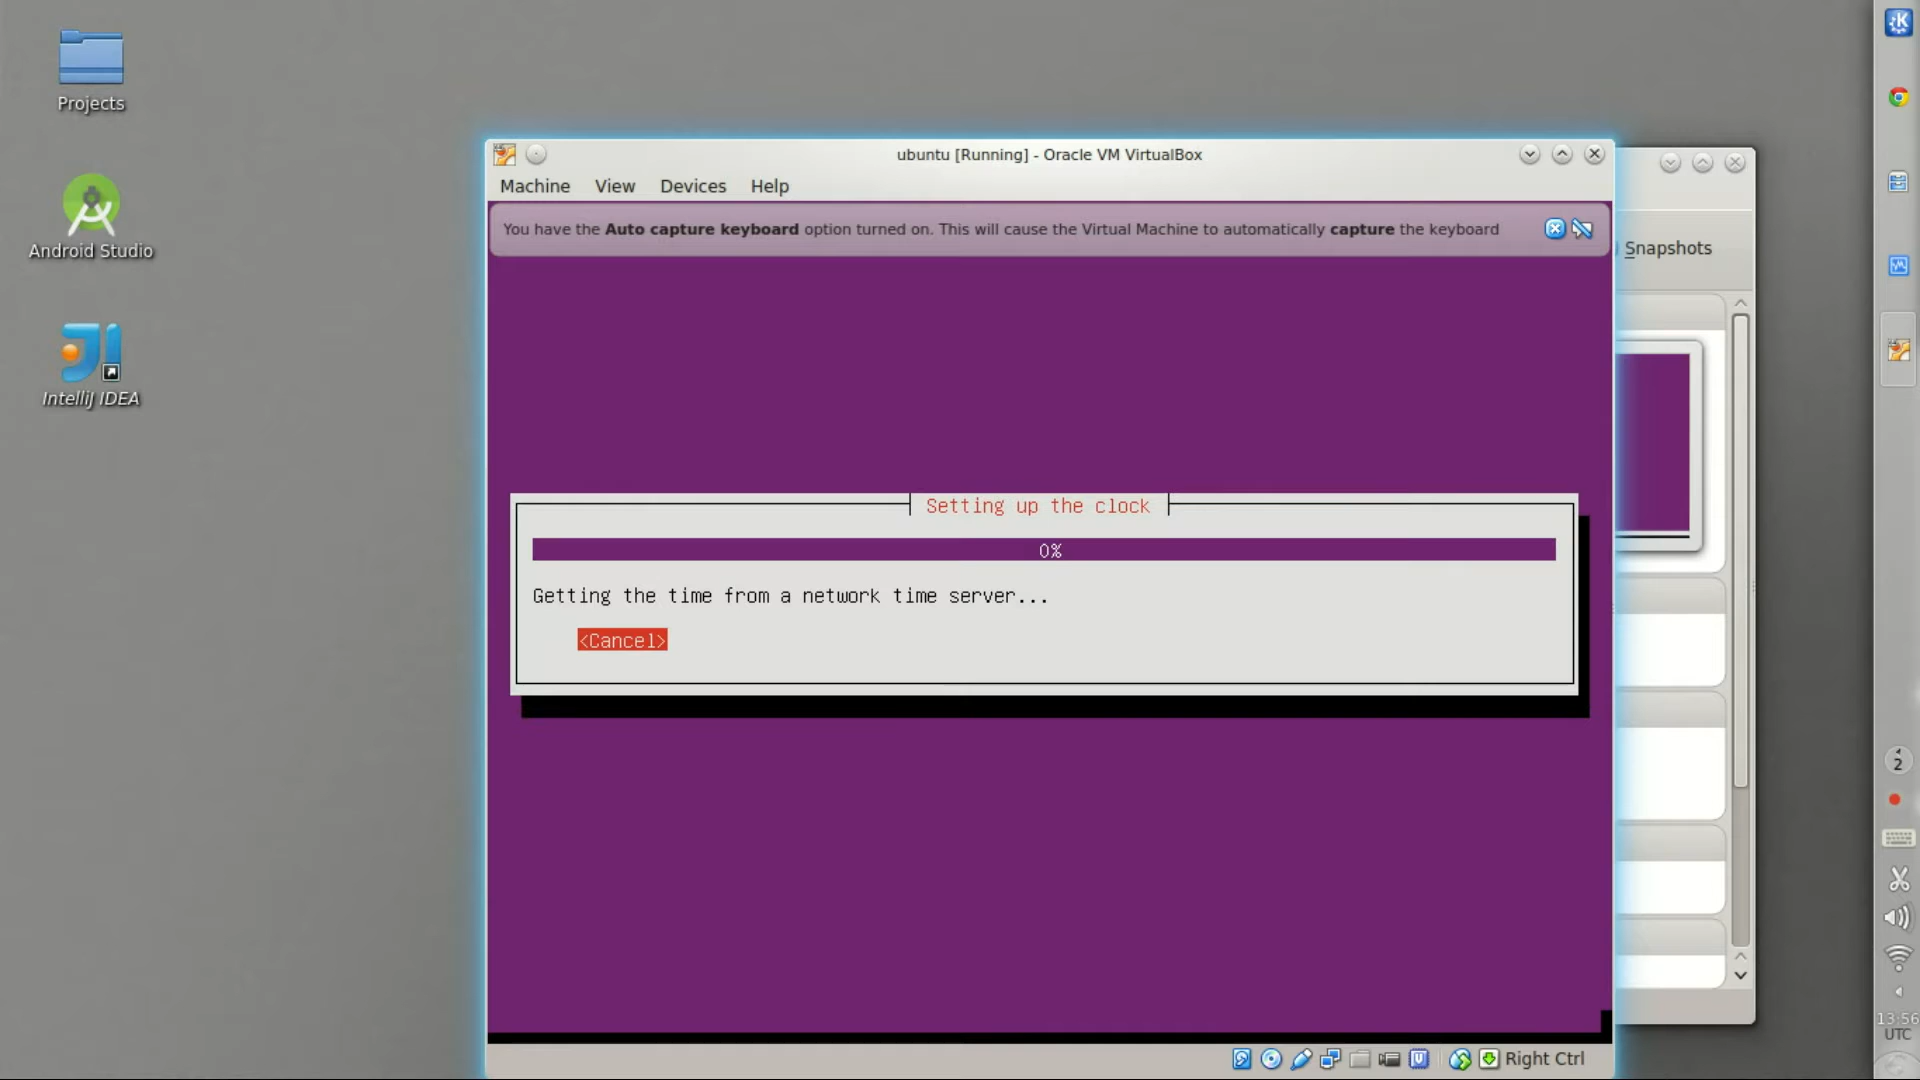 Projects
Android Studio
IntelliJ IDEA
ubuntu [Running] - Oracle VM VirtualBox
Machine View Devices Help
You have the Auto capture keyboard option turned on. This will cause the Virtual Machine to automatically capture the keyboard
Snapshots
Setting up the clock
0%
Getting the time from a network time server...
<Cancel>
Right Ctrl
2
13:56
UTC